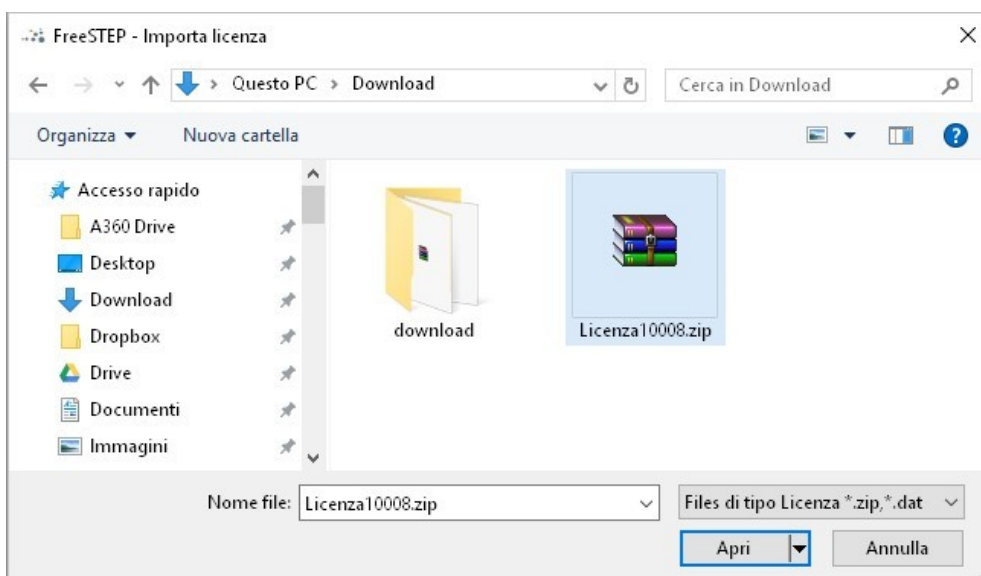 FreeSTEP - Importa licenza
Questo PC > Download
Cerca in Download
Organizza
Nuova cartella
Accesso rapido
A360 Drive
Desktop
Download
Dropbox
Drive
Documenti
Immagini
download
Licenza10008.zip
Nome file:
Licenza10008.zip
Files di tipo Licenza *.zip,*.dat
Apri
Annulla